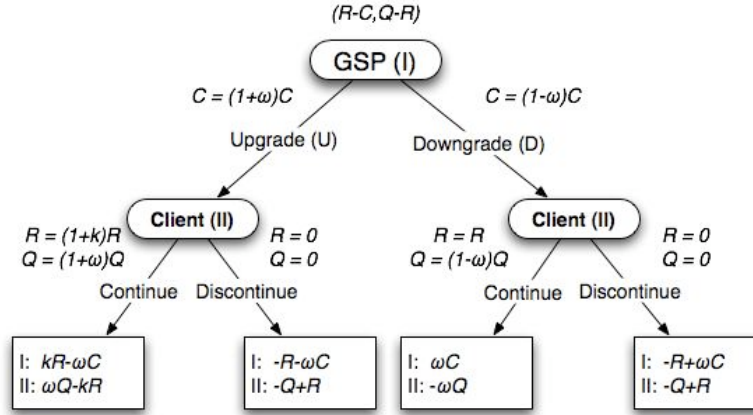 (R-C,Q-R)
GSP (I)
C = (1+ω)C
C = (1-ω)C
Upgrade (U)
Downgrade (D)
Client (II)
Client (II)
R = (1+k)R
Q = (1+ω)Q
R = 0
Q = 0
R = R
Q = (1-ω)Q
R = 0
Q = 0
Continue
Discontinue
Continue
Discontinue
I: kR-ωC
II: ωQ-kR
I: -R-ωC
II: -Q+R
I: ωC
II: -ωQ
I: -R+ωC
II: -Q+R